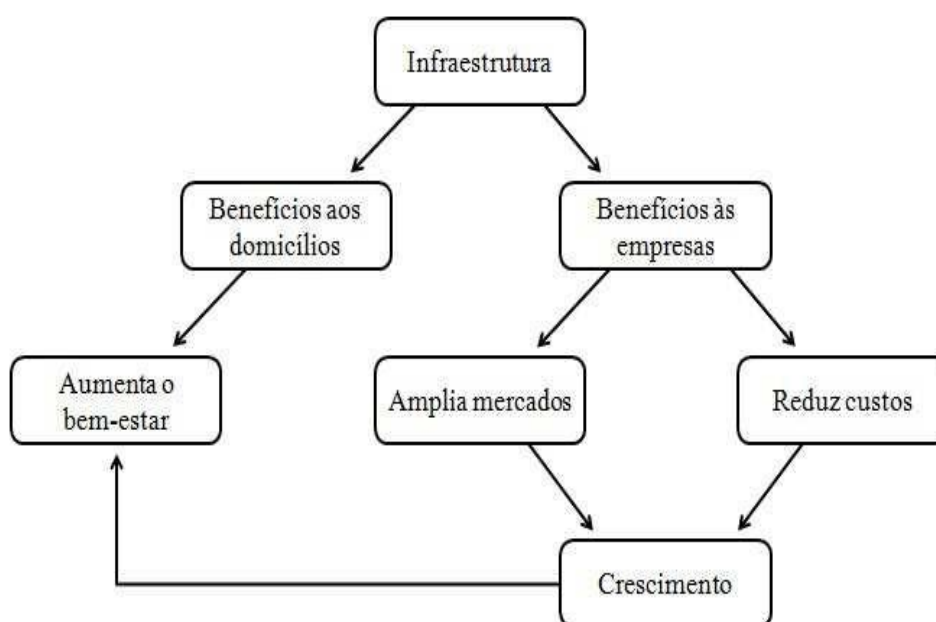 Infraestrutura
Benefícios aos
domicílios
Benefícios às
empresas
Aumenta o
bem-estar
Amplia mercados
Reduz custos
Crescimento